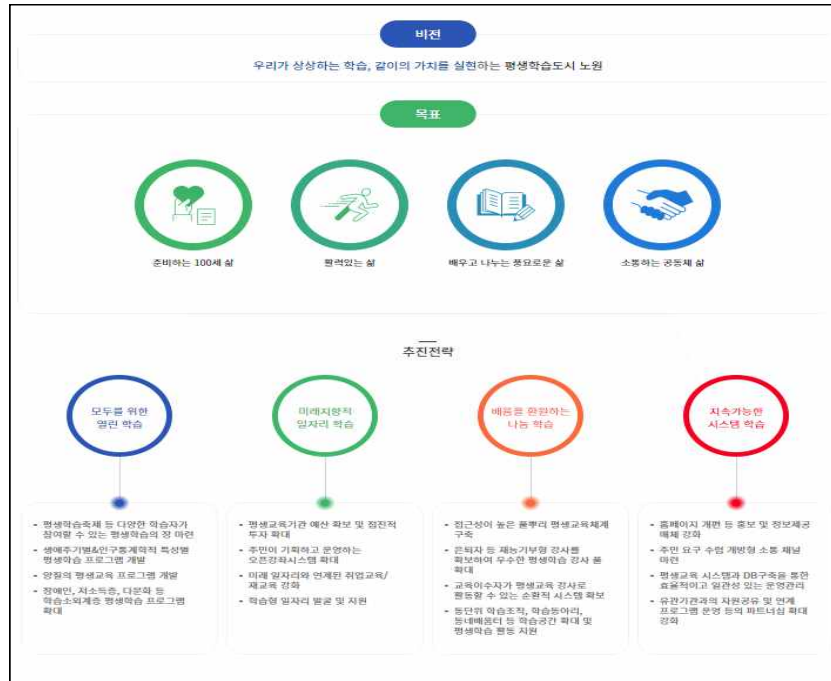 비전
우리가 상상하는 학습, 같이의 가치를 실현하는 평생학습도시 노원
목표
준비하는 100세 삶
활력있는 삶
배우고 나누는 풍요로운 삶
소통하는 공동체 삶
추진전략
모두를 위한
열린 학습
미래지향적
일자리 학습
배품을 환원하는
나눔 학습
지속가능한
시스템 학습
- 평생학습축제 등 다양한 학습자가
참여할 수 있는 평생학습의 장 마련
- 생애주기별&인구통계학적 특성별
평생학습 프로그램 개발
- 양질의 평생교육 프로그램 개발
- 장애인, 저소득층, 다문화 등
학습소외계층 평생학습 프로그램
확대
- 평생교육기관 예산 확보 및 점진적
투자 확대
- 주민이 기획하고 운영하는
오픈강좌시스템 확대
- 미래 일자리와 연계된 취업교육/
재교육 강화
- 학습형 일자리 발굴 및 지원
- 접근성이 높은 풀뿌리 평생교육체계
구축
- 은퇴자 등 재능기부형 강사를
확보하여 우수한 평생학습 강사 풀
확대
- 교육이수자가 평생교육 강사로
활동할 수 있는 순환적 시스템 확보
- 동단위 학습조직, 학습동아리,
동네배움터 등 학습공간 확대 및
평생학습 활동 지원
- 홈페이지 개편 등 홍보 및 정보제공
매체 강화
- 주민 요구 수렴 개방형 소통 채널
마련
- 평생교육 시스템과 DB구축을 통한
효율적이고 일관성 있는 운영관리
- 유관기관과의 자원공유 및 연계
프로그램 운영 등의 파트너십 확대
강화